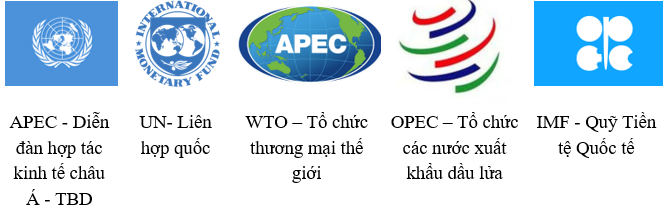 INTERNATIONAL
MONETARY FUND
APEC
APEC - Diễn
đàn hợp tác
kinh tế châu
Á - TBD
UN- Liên
hợp quốc
WTO – Tổ chức
thương mại thế
giới
OPEC – Tổ chức
các nước xuất
khẩu dầu lửa
IMF - Quỹ Tiền
tệ Quốc tế